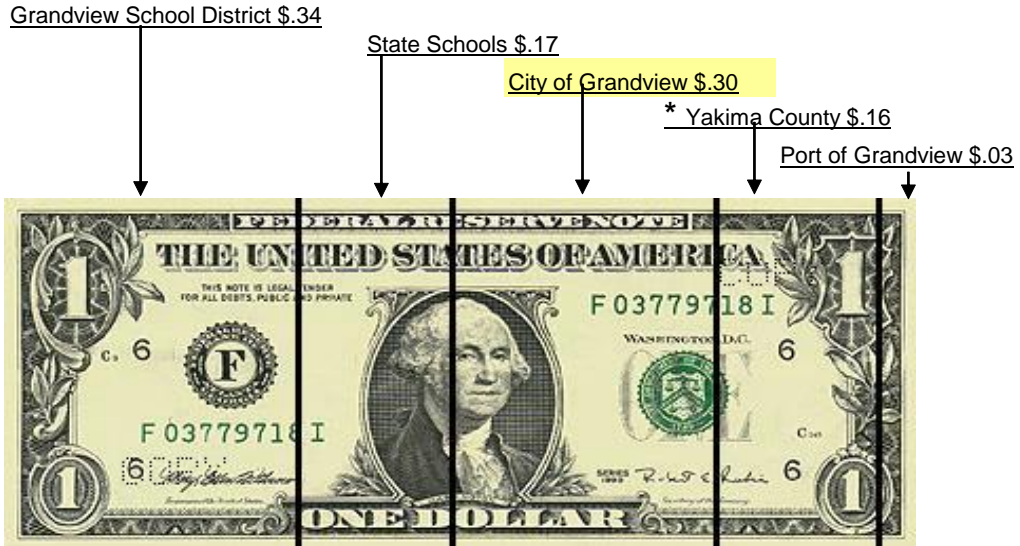 Grandview School District $.34
State Schools $.17
City of Grandview $.30
* Yakima County $.16
Port of Grandview $.03
FEDERAL RESERVE NOTE
THE UNITED STATES OF AMERICA
THIS NOTE IS LEGAL TENDER
FOR ALL DEBTS, PUBLIC AND PRIVATE
F 03779718 I
WASHINGTON, D.C.
6
6
F
F 03779718 I
6
6
SERIES
1
1
1
1
ONE DOLLAR